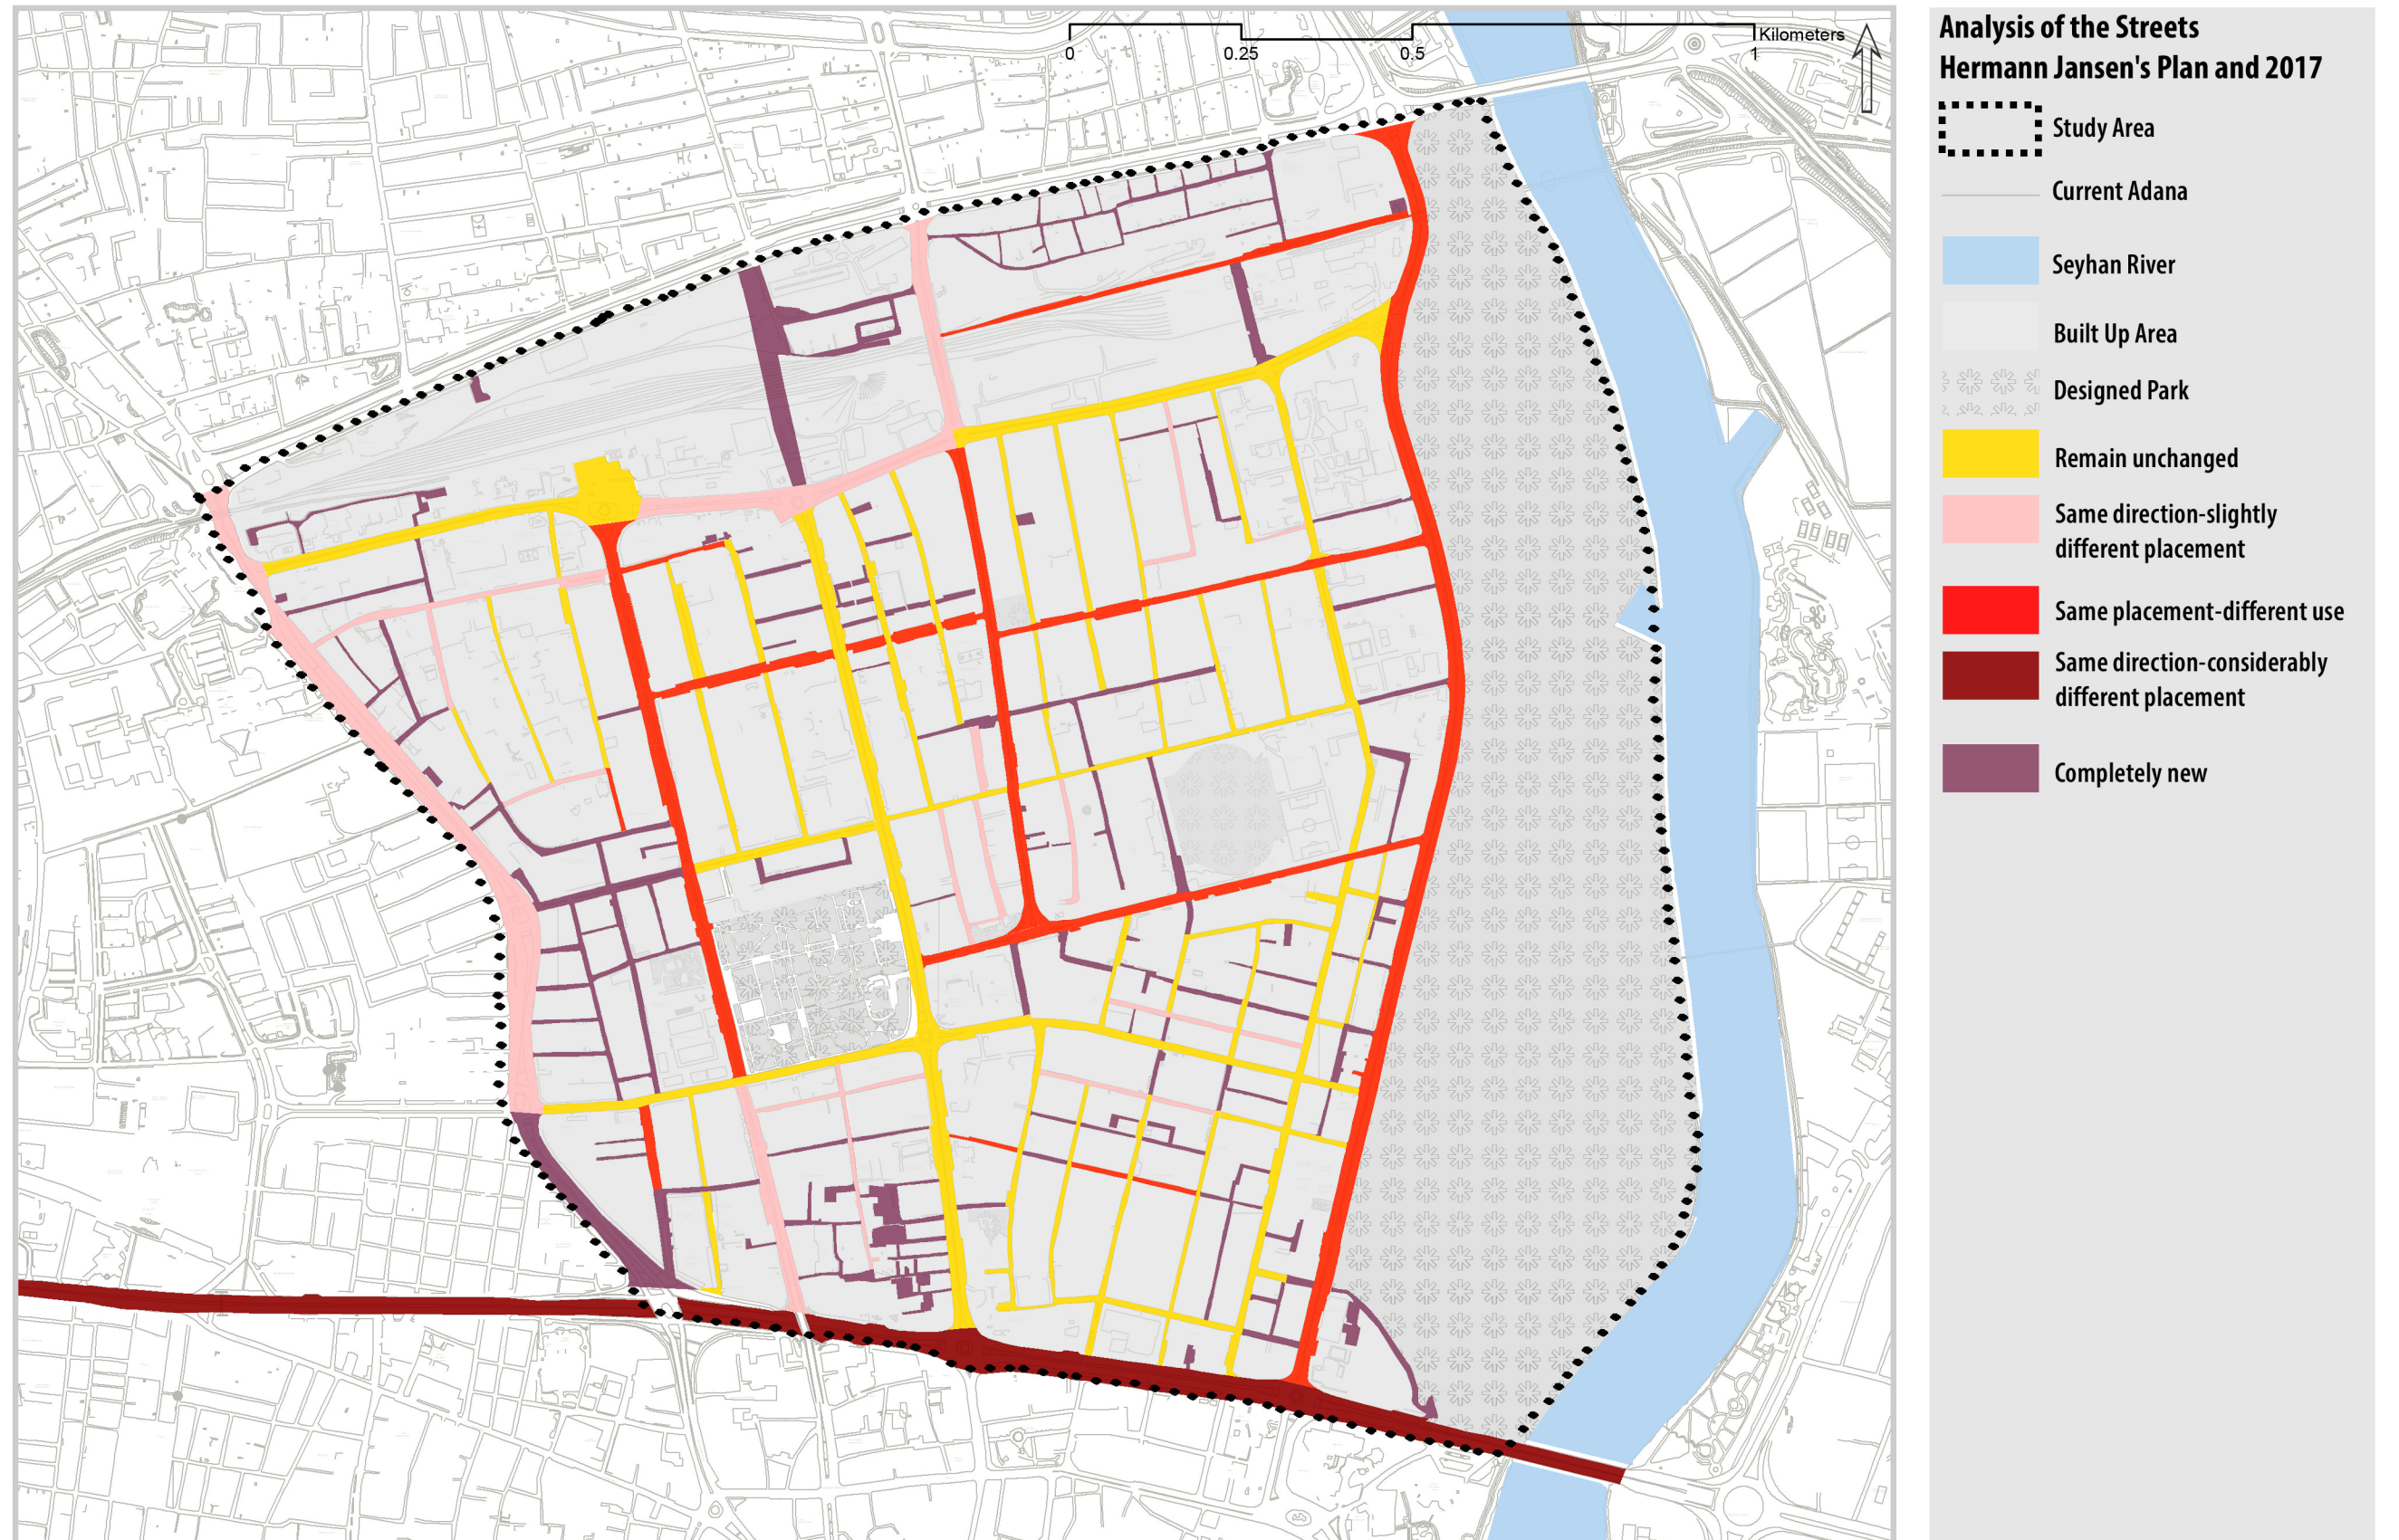 0
0.25
0.5
1
Kilometers
Analysis of the Streets
Hermann Jansen's Plan and 2017
Study Area
Current Adana
Seyhan River
Built Up Area
Designed Park
Remain unchanged
Same direction-slightly
different placement
Same placement-different use
Same direction-considerably
different placement
Completely new